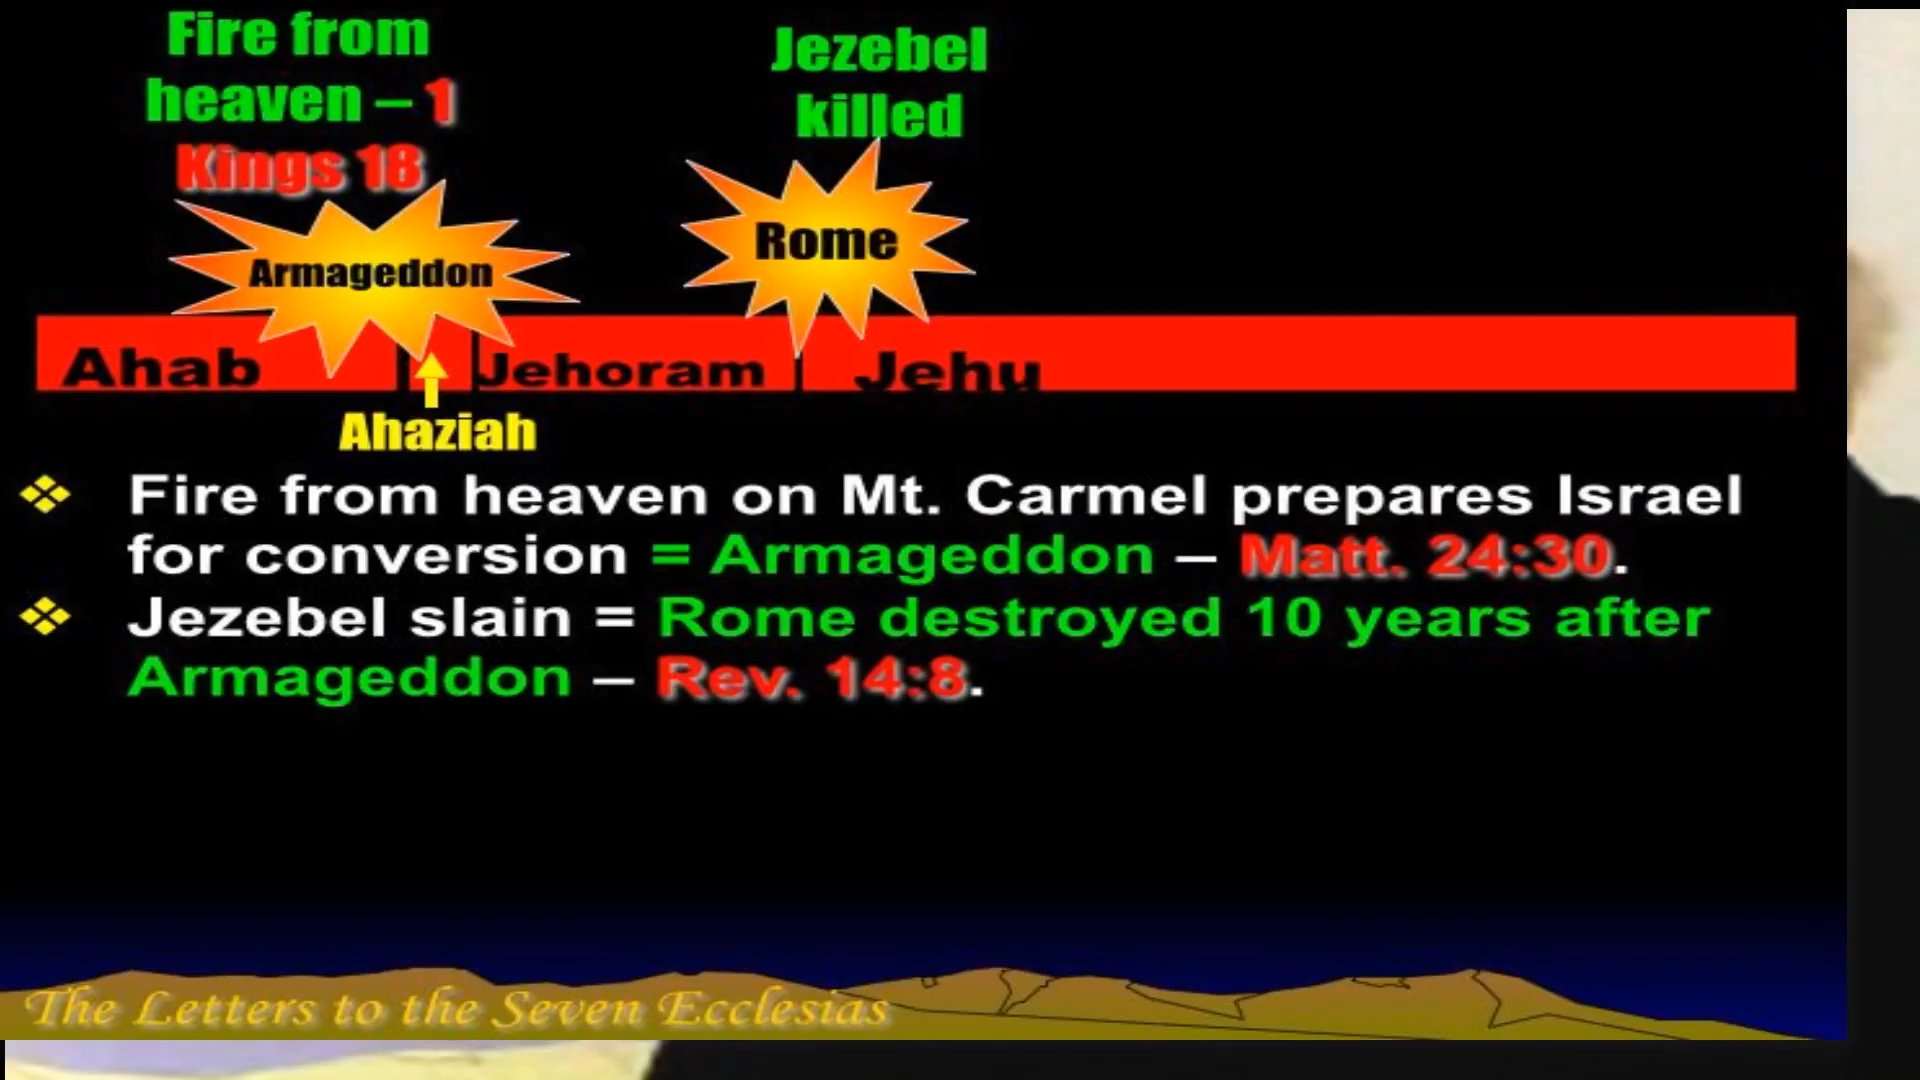 Fire from
heaven – 1
Kings 18
Jezebel
killed
Armageddon
Rome
Ahab
Jehoram
Jehu
Ahaziah
Fire from heaven on Mt. Carmel prepares Israel
for conversion = Armageddon – Matt. 24:30.
Jezebel slain = Rome destroyed 10 years after
Armageddon – Rev. 14:8.
The Letters to the Seven Ecclesias